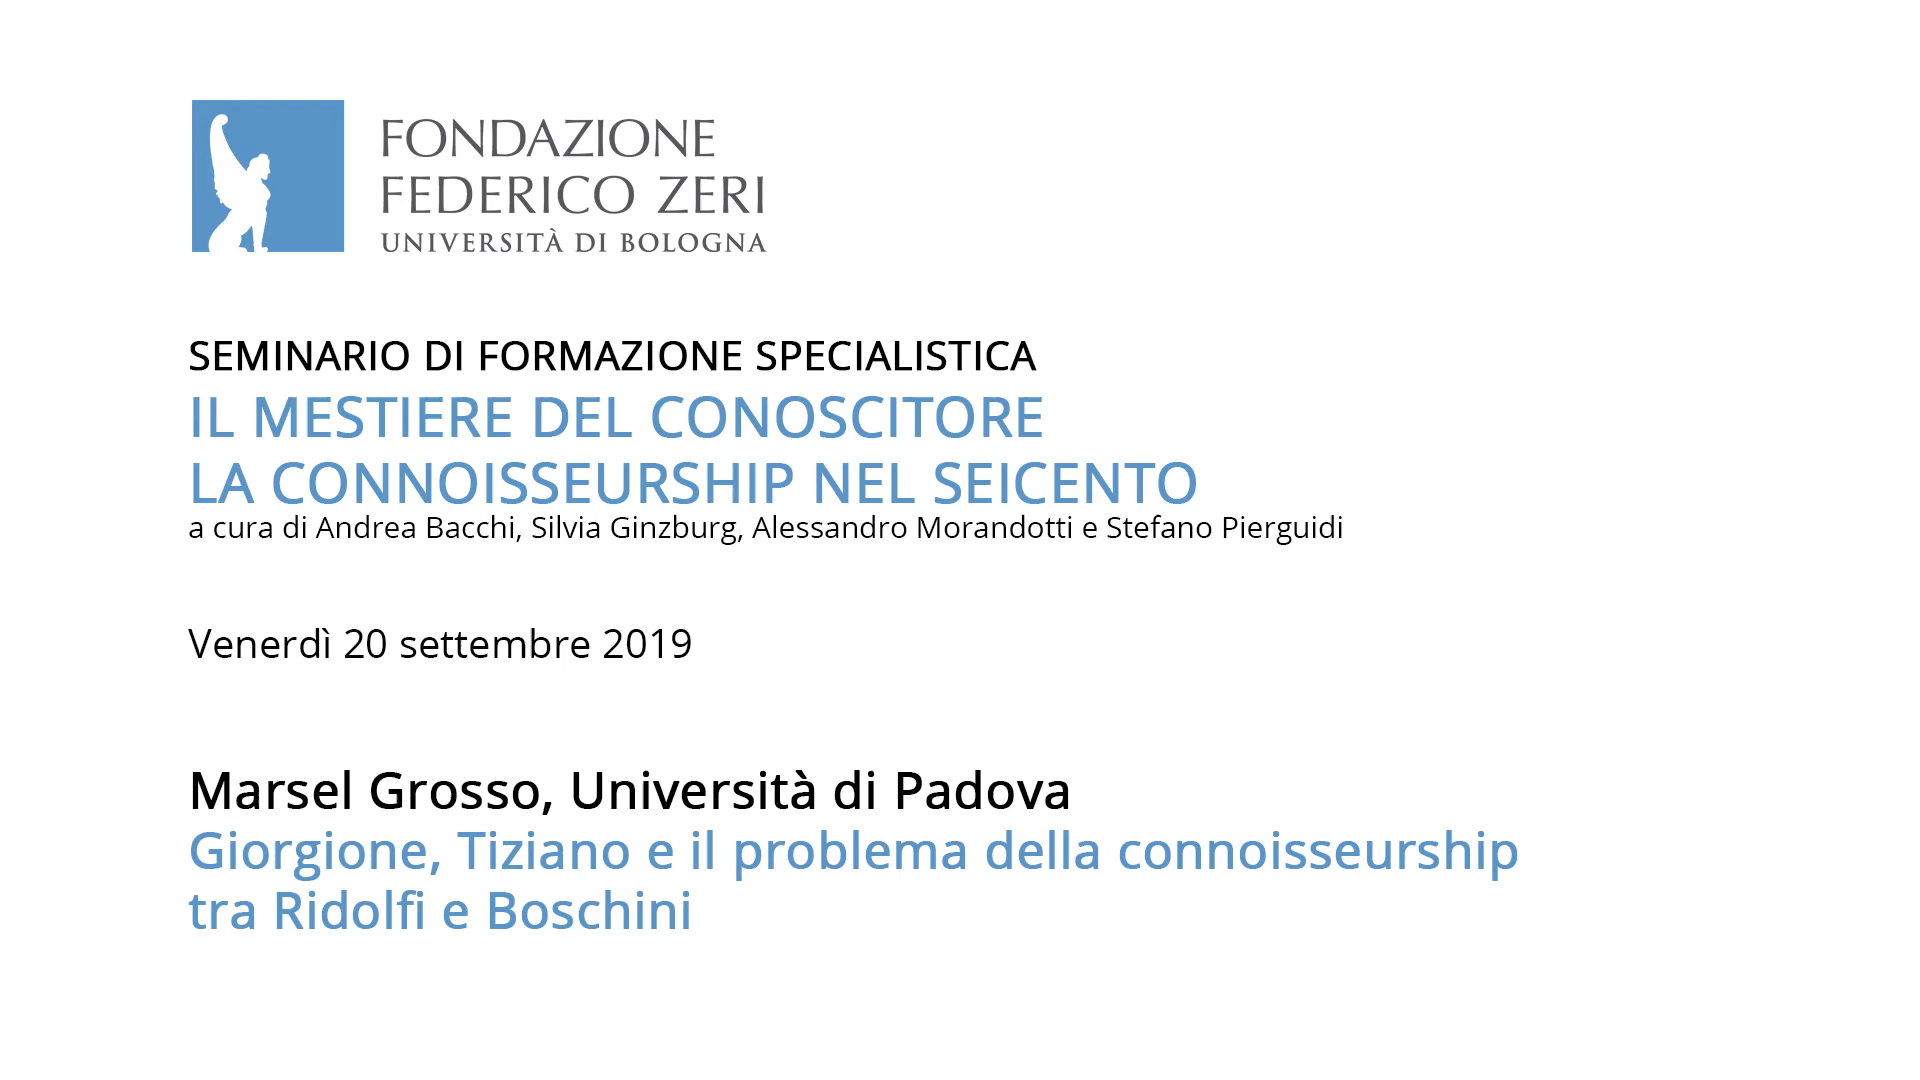 FONDAZIONE
FEDERICO ZERI
UNIVERSITÀ DI BOLOGNA
SEMINARIO DI FORMAZIONE SPECIALISTICA
IL MESTIERE DEL CONOSCITORE
LA CONNOISSEURSHIP NEL SEICENTO
a cura di Andrea Bacchi, Silvia Ginzburg, Alessandro Morandotti e Stefano Pierguidi
Venerdì 20 settembre 2019
Marsel Grosso, Università di Padova
Giorgione, Tiziano e il problema della connoisseurship
tra Ridolfi e Boschini